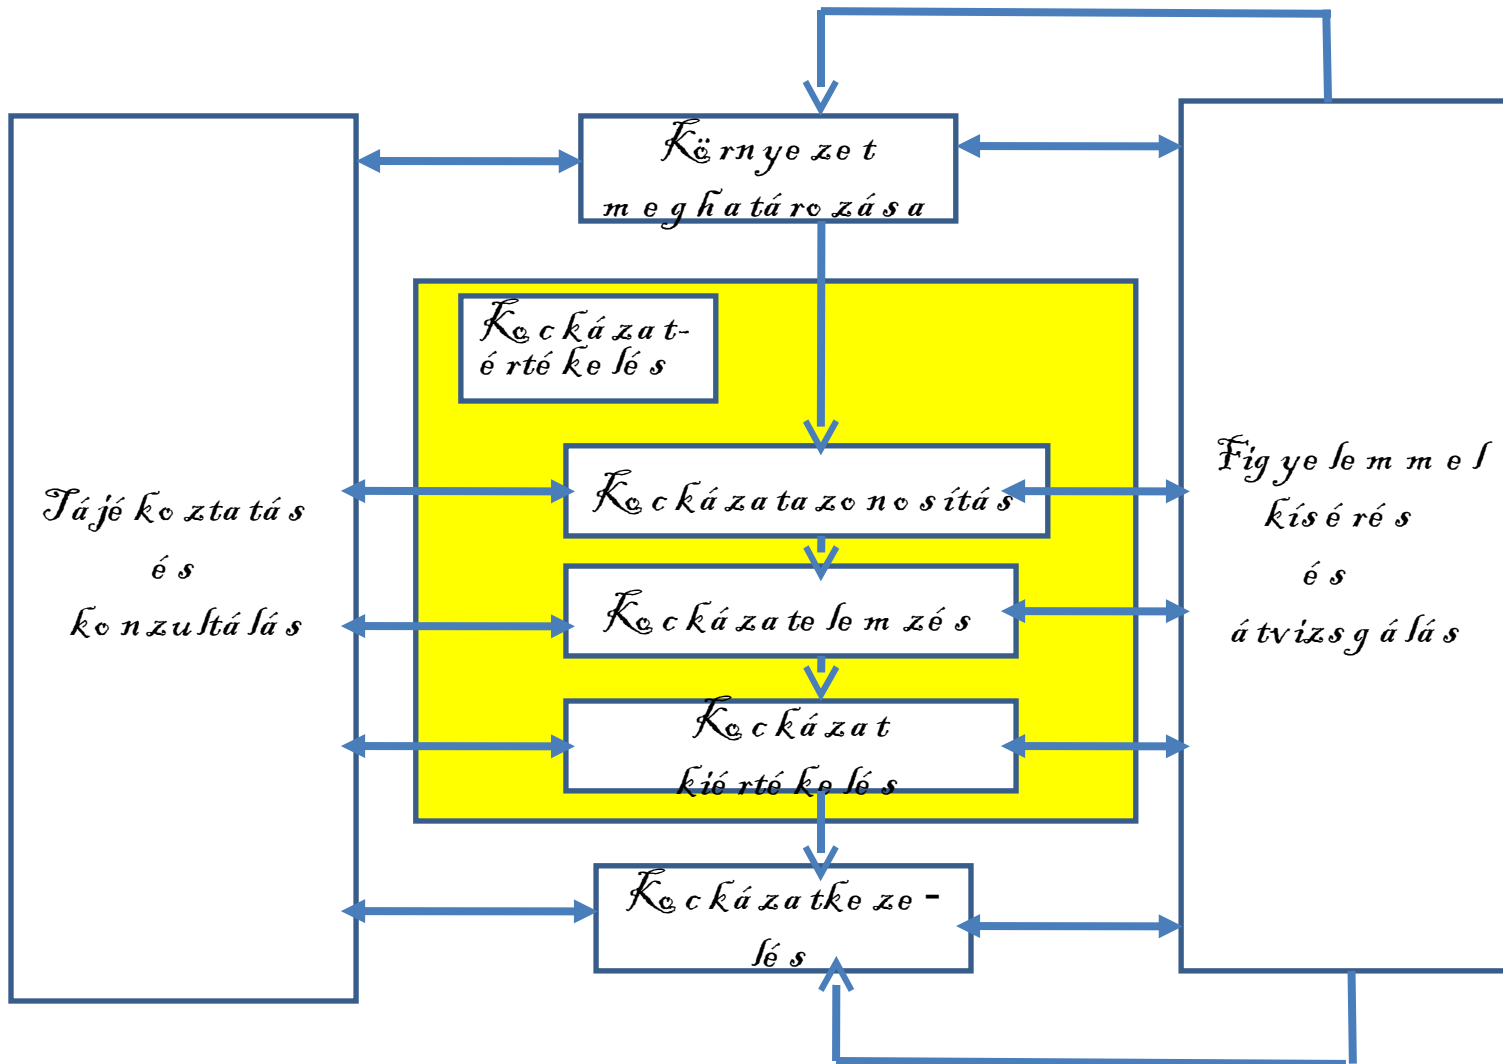 Környezet
meghatározása
Kockázat-
értékelés
Kockázatazonosítás
Kockázatelemzés
Kockázat
kiértékelés
Kockázatkeze-
lés
Tájékoztatás
és
konzultálás
Figyelemmel
kísérés
és
átvizsgálás